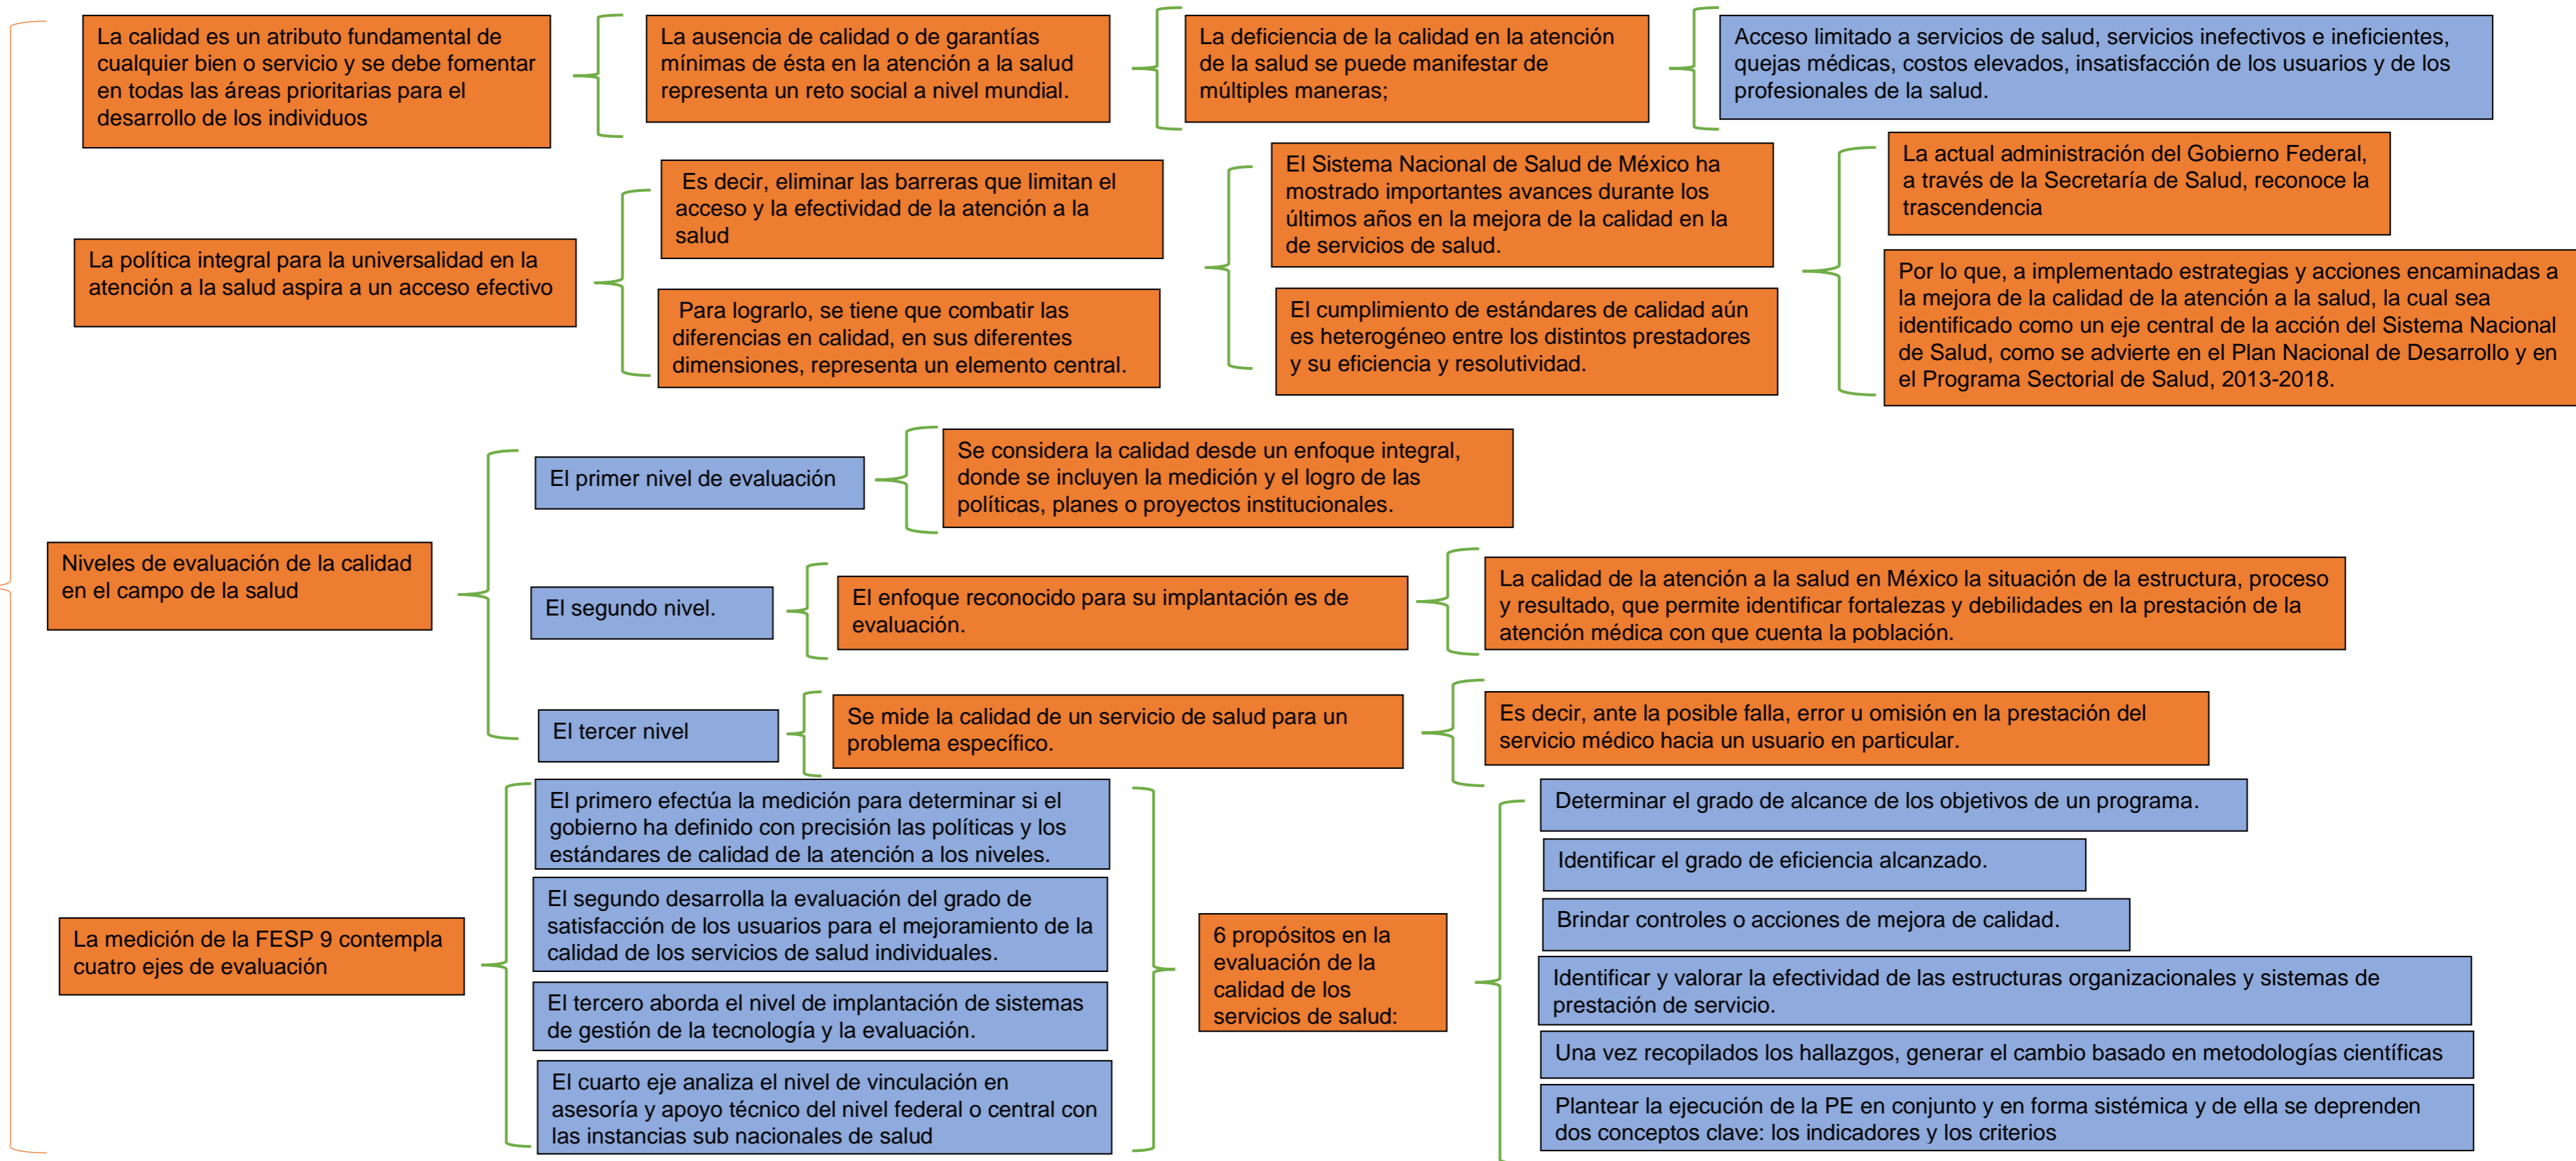 La calidad es un atributo fundamental de
cualquier bien o servicio y se debe fomentar
en todas las áreas prioritarias para el
desarrollo de los individuos
La ausencia de calidad o de garantías
mínimas de ésta en la atención a la salud
representa un reto social a nivel mundial.
La deficiencia de la calidad en la atención
de la salud se puede manifestar de
múltiples maneras;
Acceso limitado a servicios de salud, servicios inefectivos e ineficientes,
quejas médicas, costos elevados, insatisfacción de los usuarios y de los
profesionales de la salud.
La política integral para la universalidad en la
atención a la salud aspira a un acceso efectivo
Es decir, eliminar las barreras que limitan el
acceso y la efectividad de la atención a la
salud
Para lograrlo, se tiene que combatir las
diferencias en calidad, en sus diferentes
dimensiones, representa un elemento central.
El Sistema Nacional de Salud de México ha
mostrado importantes avances durante los
últimos años en la mejora de la calidad en la
de servicios de salud.
El cumplimiento de estándares de calidad aún
es heterogéneo entre los distintos prestadores
y su eficiencia y resolutividad.
La actual administración del Gobierno Federal,
a través de la Secretaría de Salud, reconoce la
trascendencia
Por lo que, a implementado estrategias y acciones encaminadas a
la mejora de la calidad de la atención a la salud, la cual sea
identificado como un eje central de la acción del Sistema Nacional
de Salud, como se advierte en el Plan Nacional de Desarrollo y en
el Programa Sectorial de Salud, 2013-2018.
Niveles de evaluación de la calidad
en el campo de la salud
El primer nivel de evaluación
Se considera la calidad desde un enfoque integral,
donde se incluyen la medición y el logro de las
políticas, planes o proyectos institucionales.
El segundo nivel.
El enfoque reconocido para su implantación es de
evaluación.
La calidad de la atención a la salud en México la situación de la estructura, proceso
y resultado, que permite identificar fortalezas y debilidades en la prestación de la
atención médica con que cuenta la población.
El tercer nivel
Se mide la calidad de un servicio de salud para un
problema específico.
Es decir, ante la posible falla, error u omisión en la prestación del
servicio médico hacia un usuario en particular.
La medición de la FESP 9 contempla
cuatro ejes de evaluación
El primero efectúa la medición para determinar si el
gobierno ha definido con precisión las políticas y los
estándares de calidad de la atención a los niveles.
El segundo desarrolla la evaluación del grado de
satisfacción de los usuarios para el mejoramiento de la
calidad de los servicios de salud individuales.
El tercero aborda el nivel de implantación de sistemas
de gestión de la tecnología y la evaluación.
El cuarto eje analiza el nivel de vinculación en
asesoría y apoyo técnico del nivel federal o central con
las instancias sub nacionales de salud
6 propósitos en la
evaluación de la
calidad de los
servicios de salud:
Determinar el grado de alcance de los objetivos de un programa.
Identificar el grado de eficiencia alcanzado.
Brindar controles o acciones de mejora de calidad.
Identificar y valorar la efectividad de las estructuras organizacionales y sistemas de
prestación de servicio.
Una vez recopilados los hallazgos, generar el cambio basado en metodologías científicas
Plantear la ejecución de la PE en conjunto y en forma sistémica y de ella se deprenden
dos conceptos clave: los indicadores y los criterios